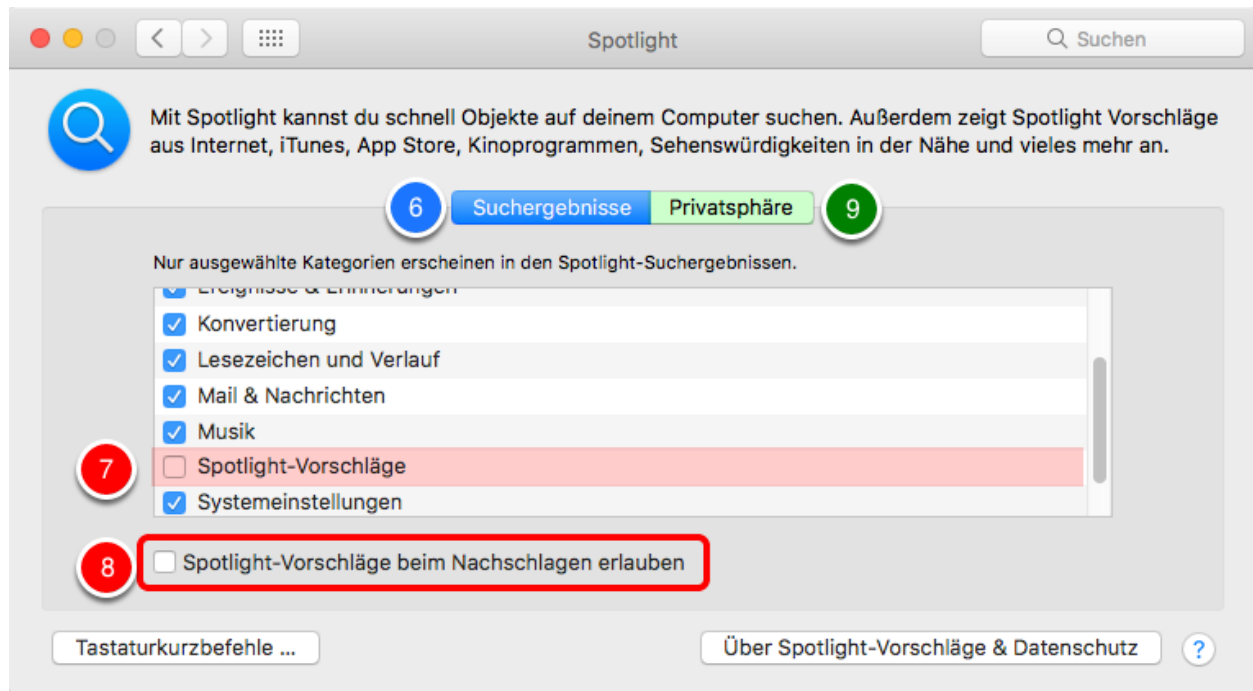 Spotlight
Suchen
Mit Spotlight kannst du schnell Objekte auf deinem Computer suchen. Außerdem zeigt Spotlight Vorschläge
aus Internet, iTunes, App Store, Kinoprogrammen, Sehenswürdigkeiten in der Nähe und vieles mehr an.
6 Suchergebnisse Privatsphäre 9
Nur ausgewählte Kategorien erscheinen in den Spotlight-Suchergebnissen.
Ereignisse & Erinnerungen
Konvertierung
Lesezeichen und Verlauf
Mail & Nachrichten
Musik
7 Spotlight-Vorschläge
Systemeinstellungen
8 Spotlight-Vorschläge beim Nachschlagen erlauben
Tastaturkurzbefehle ...
Über Spotlight-Vorschläge & Datenschutz
?